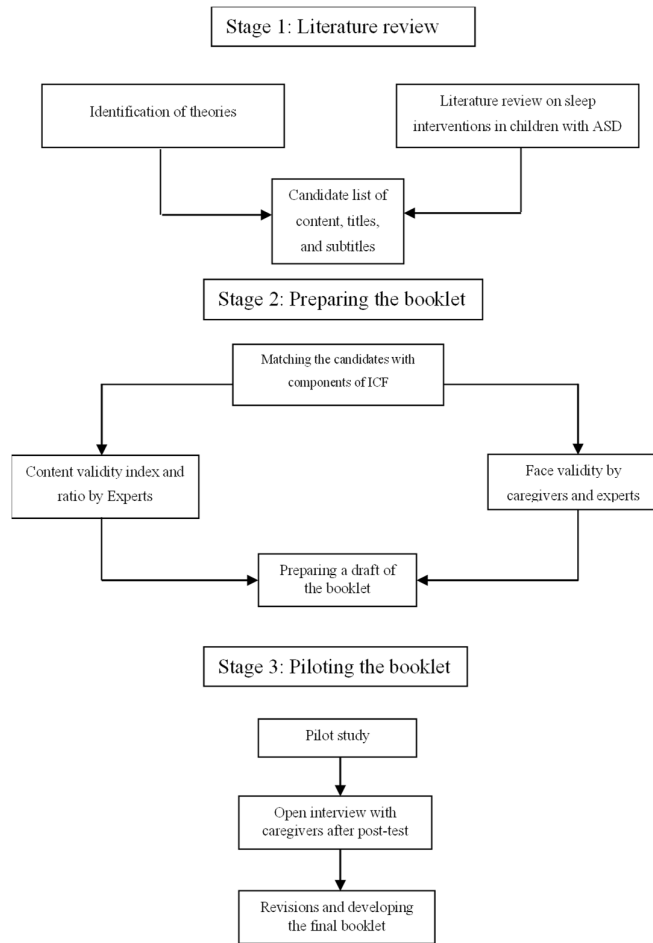 Stage 1: Literature review
Identification of theories
Literature review on sleep
interventions in children with ASD
Candidate list of
content, titles,
and subtitles
Stage 2: Preparing the booklet
Matching the candidates with
components of ICF
Content validity index and
ratio by Experts
Face validity by
caregivers and experts
Preparing a draft of
the booklet
Stage 3: Piloting the booklet
Pilot study
Open interview with
caregivers after post-test
Revisions and developing
the final booklet